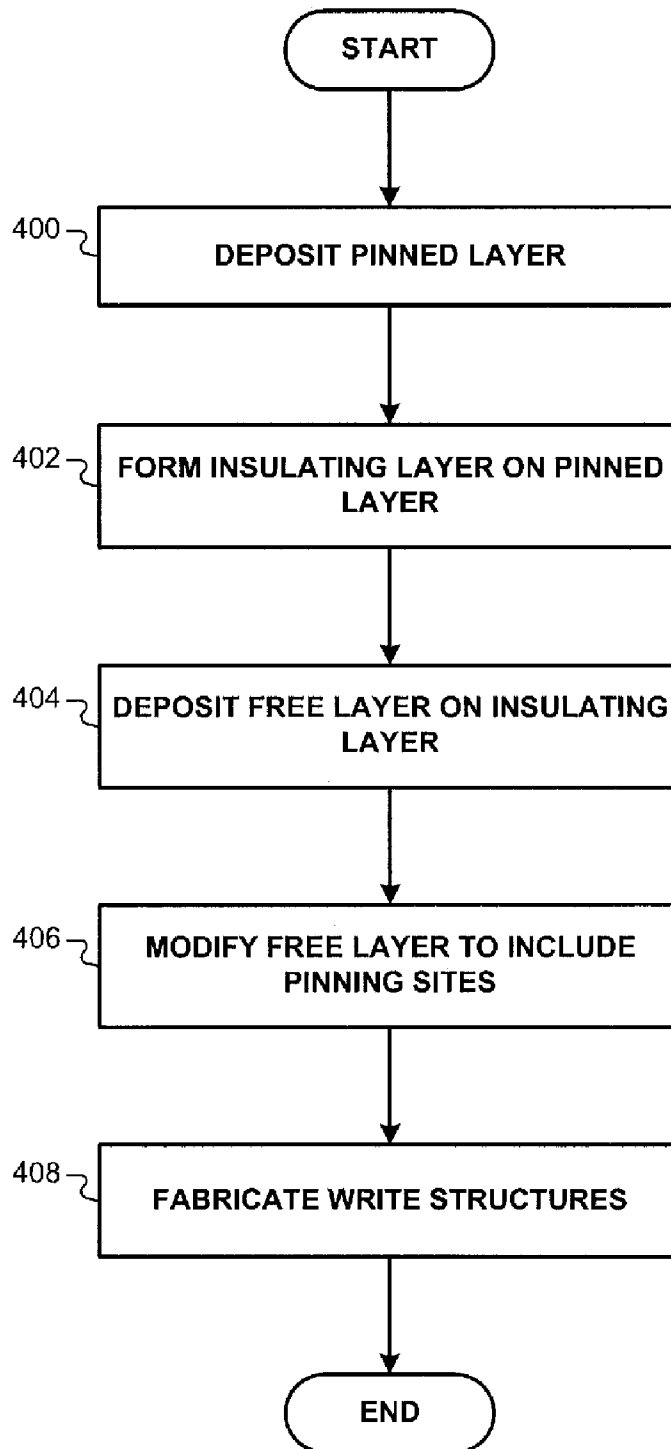 START
400
DEPOSIT PINNED LAYER
402
FORM INSULATING LAYER ON PINNED
LAYER
404
DEPOSIT FREE LAYER ON INSULATING
LAYER
406
MODIFY FREE LAYER TO INCLUDE
PINNING SITES
408
FABRICATE WRITE STRUCTURES
END